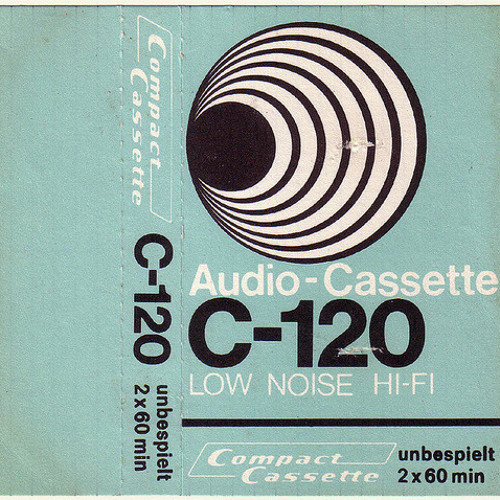 Compact
Cassette
C-120
unbespielt
2 x 60 min
Audio-Cassette
C-120
LOW NOISE HI-FI
Compact
Cassette
unbespielt
2 x 60 min